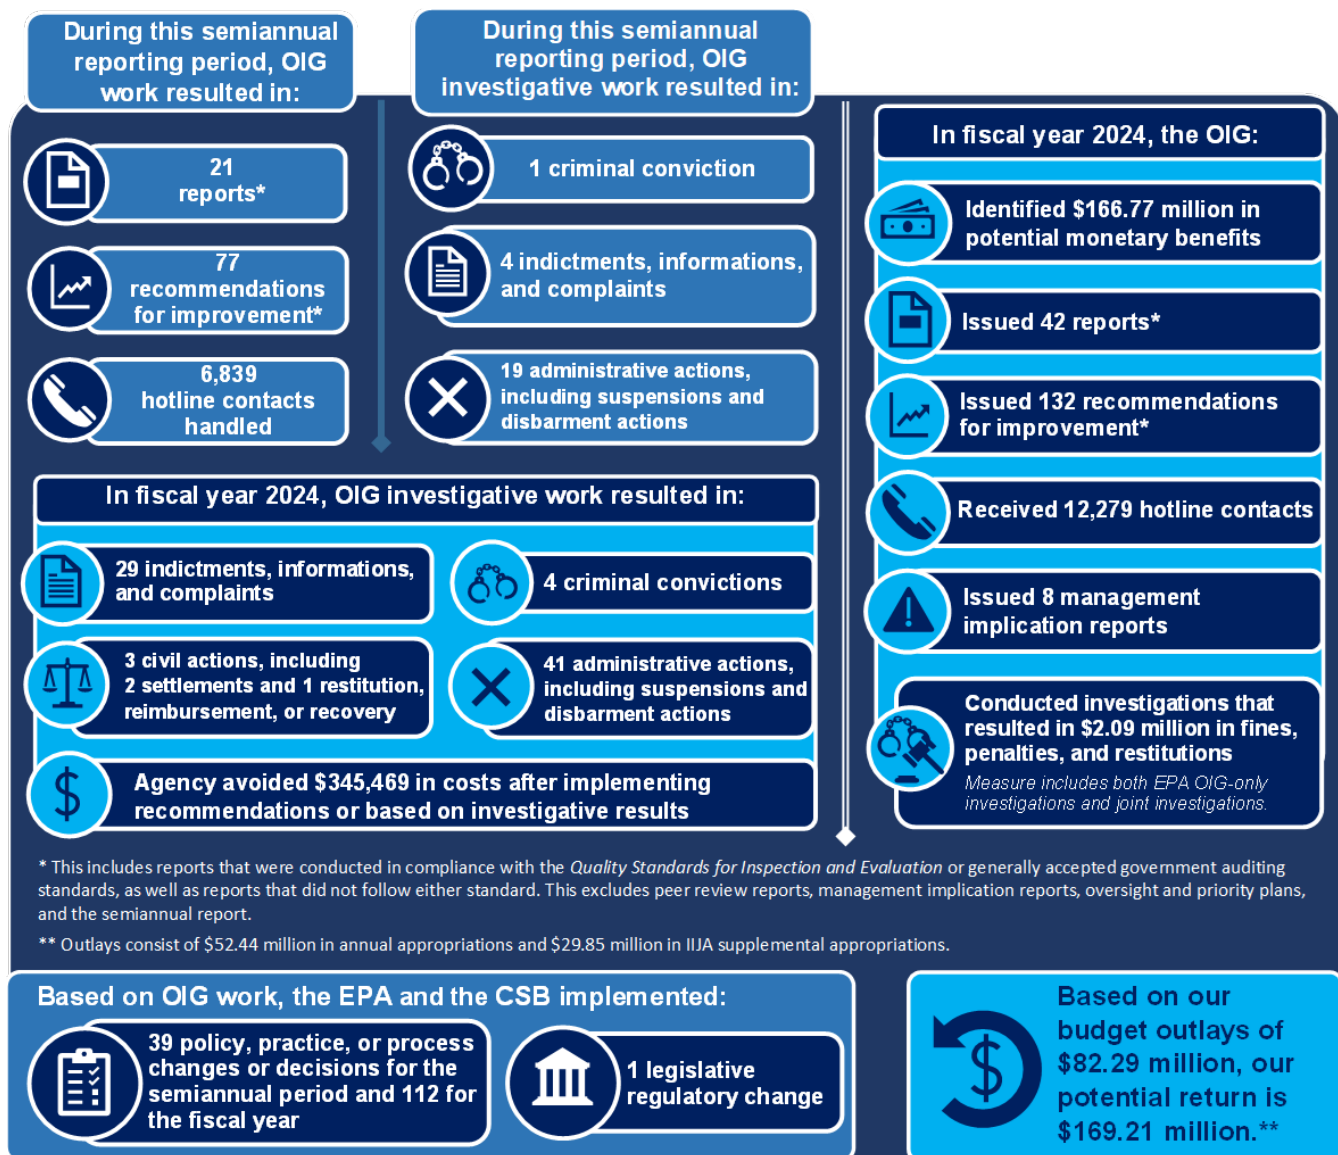 During this semiannual
reporting period, OIG
work resulted in:
21
reports*
77
recommendations
for improvement*
6,839
hotline contacts
handled
During this semiannual
reporting period, OIG
investigative work resulted in:
1 criminal conviction
4 indictments, informations,
and complaints
19 administrative actions,
including suspensions and
disbarment actions
In fiscal year 2024, OIG investigative work resulted in:
29 indictments, informations,
and complaints
4 criminal convictions
3 civil actions, including
2 settlements and 1 restitution,
reimbursement, or recovery
41 administrative actions,
including suspensions and
disbarment actions
Agency avoided $345,469 in costs after implementing
recommendations or based on investigative results
In fiscal year 2024, the OIG:
Identified $166.77 million in
potential monetary benefits
Issued 42 reports*
Issued 132 recommendations
for improvement*
Received 12,279 hotline contacts
Issued 8 management
implication reports
Conducted investigations that
resulted in $2.09 million in fines,
penalties, and restitutions
Measure includes both EPA OIG-only
investigations and joint investigations.
* This includes reports that were conducted in compliance with the Quality Standards for Inspection and Evaluation or generally accepted government auditing
standards, as well as reports that did not follow either standard. This excludes peer review reports, management implication reports, oversight and priority plans,
and the semiannual report.
** Outlays consist of $52.44 million in annual appropriations and $29.85 million in IIJA supplemental appropriations.
Based on OIG work, the EPA and the CSB implemented:
39 policy, practice, or process
changes or decisions for the
semiannual period and 112 for
the fiscal year
1 legislative
regulatory change
Based on our
budget outlays of
$82.29 million, our
potential return is
$169.21 million.**